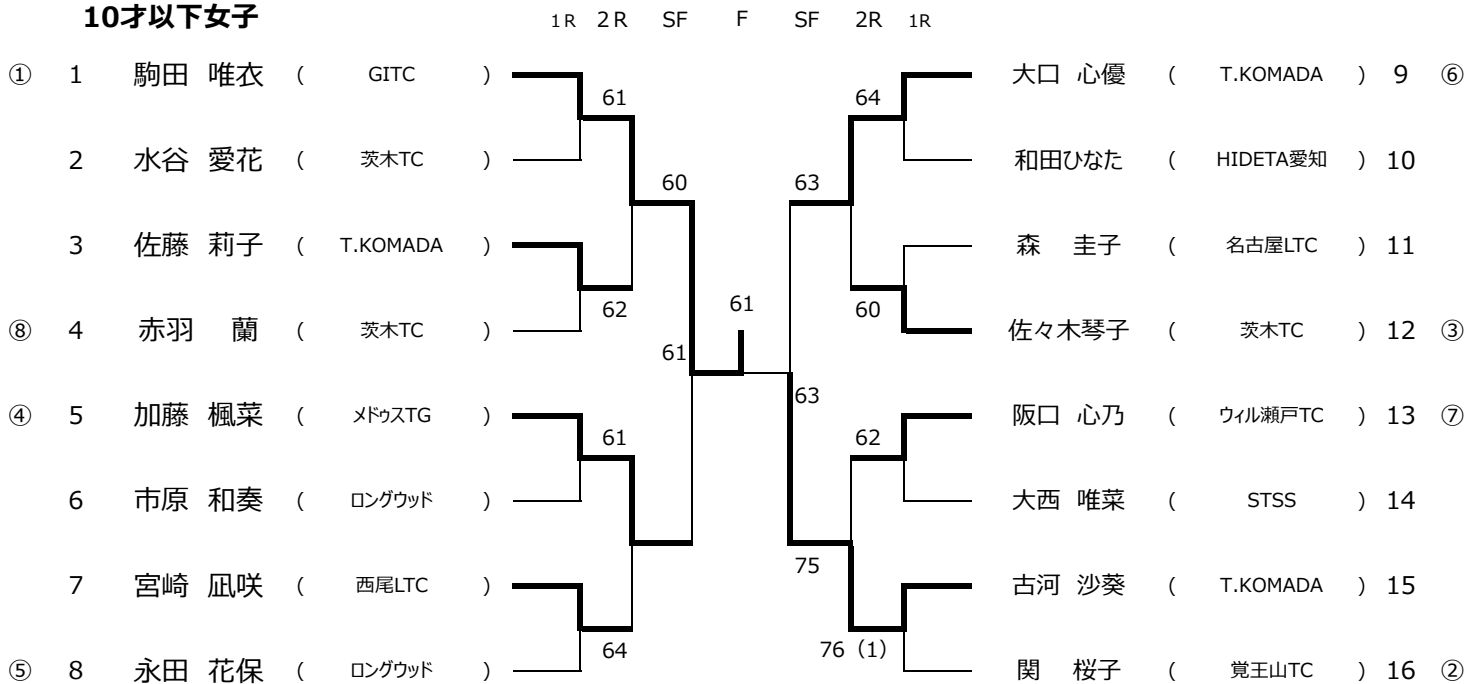 10才以下女子
1R 2R SF F SF 2R 1R
① 1 駒田 唯衣 ( GITC ) 大口 心優 ( T.KOMADA ) 9 ⑥
61 64
2 水谷 愛花 ( 茨木TC ) 和田ひなた ( HIDETA愛知 ) 10
60 63
3 佐藤 莉子 ( T.KOMADA ) 森 圭子 ( 名古屋LTC ) 11
62 61 60
⑧ 4 赤羽 蘭 ( 茨木TC ) 佐々木琴子 ( 茨木TC ) 12 ③
61
63
④ 5 加藤 楓菜 ( メドゥスTG ) 阪口 心乃 ( ウィル瀬戸TC ) 13 ⑦
61 62
6 市原 和奏 ( ロングウッド ) 大西 唯菜 ( STSS ) 14
75
7 宮崎 凪咲 ( 西尾LTC ) 古河 沙葵 ( T.KOMADA ) 15
64 76（1）
⑤ 8 永田 花保 ( ロングウッド ) 関 桜子 ( 覚王山TC ) 16 ②